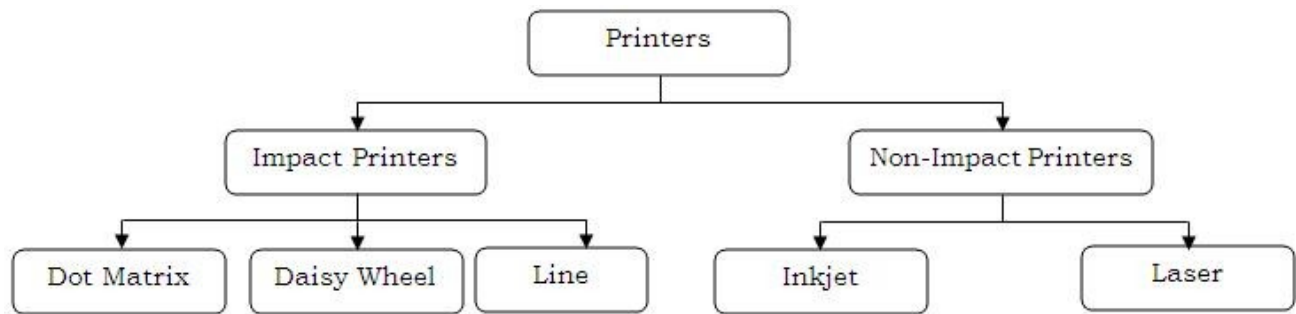 Printers
Impact Printers
Non-Impact Printers
Dot Matrix
Daisy Wheel
Line
Inkjet
Laser